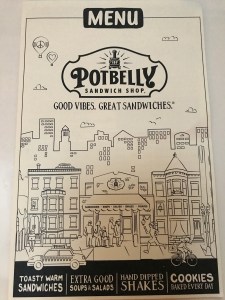 MENU
POTBELLY
SANDWICH SHOP.
GOOD VIBES. GREAT SANDWICHES.®
TOASTY WARM
SANDWICHES
EXTRA GOOD
SOUPS & SALADS
HAND DIPPED
SHAKES
COOKIES
BAKED EVERY DAY